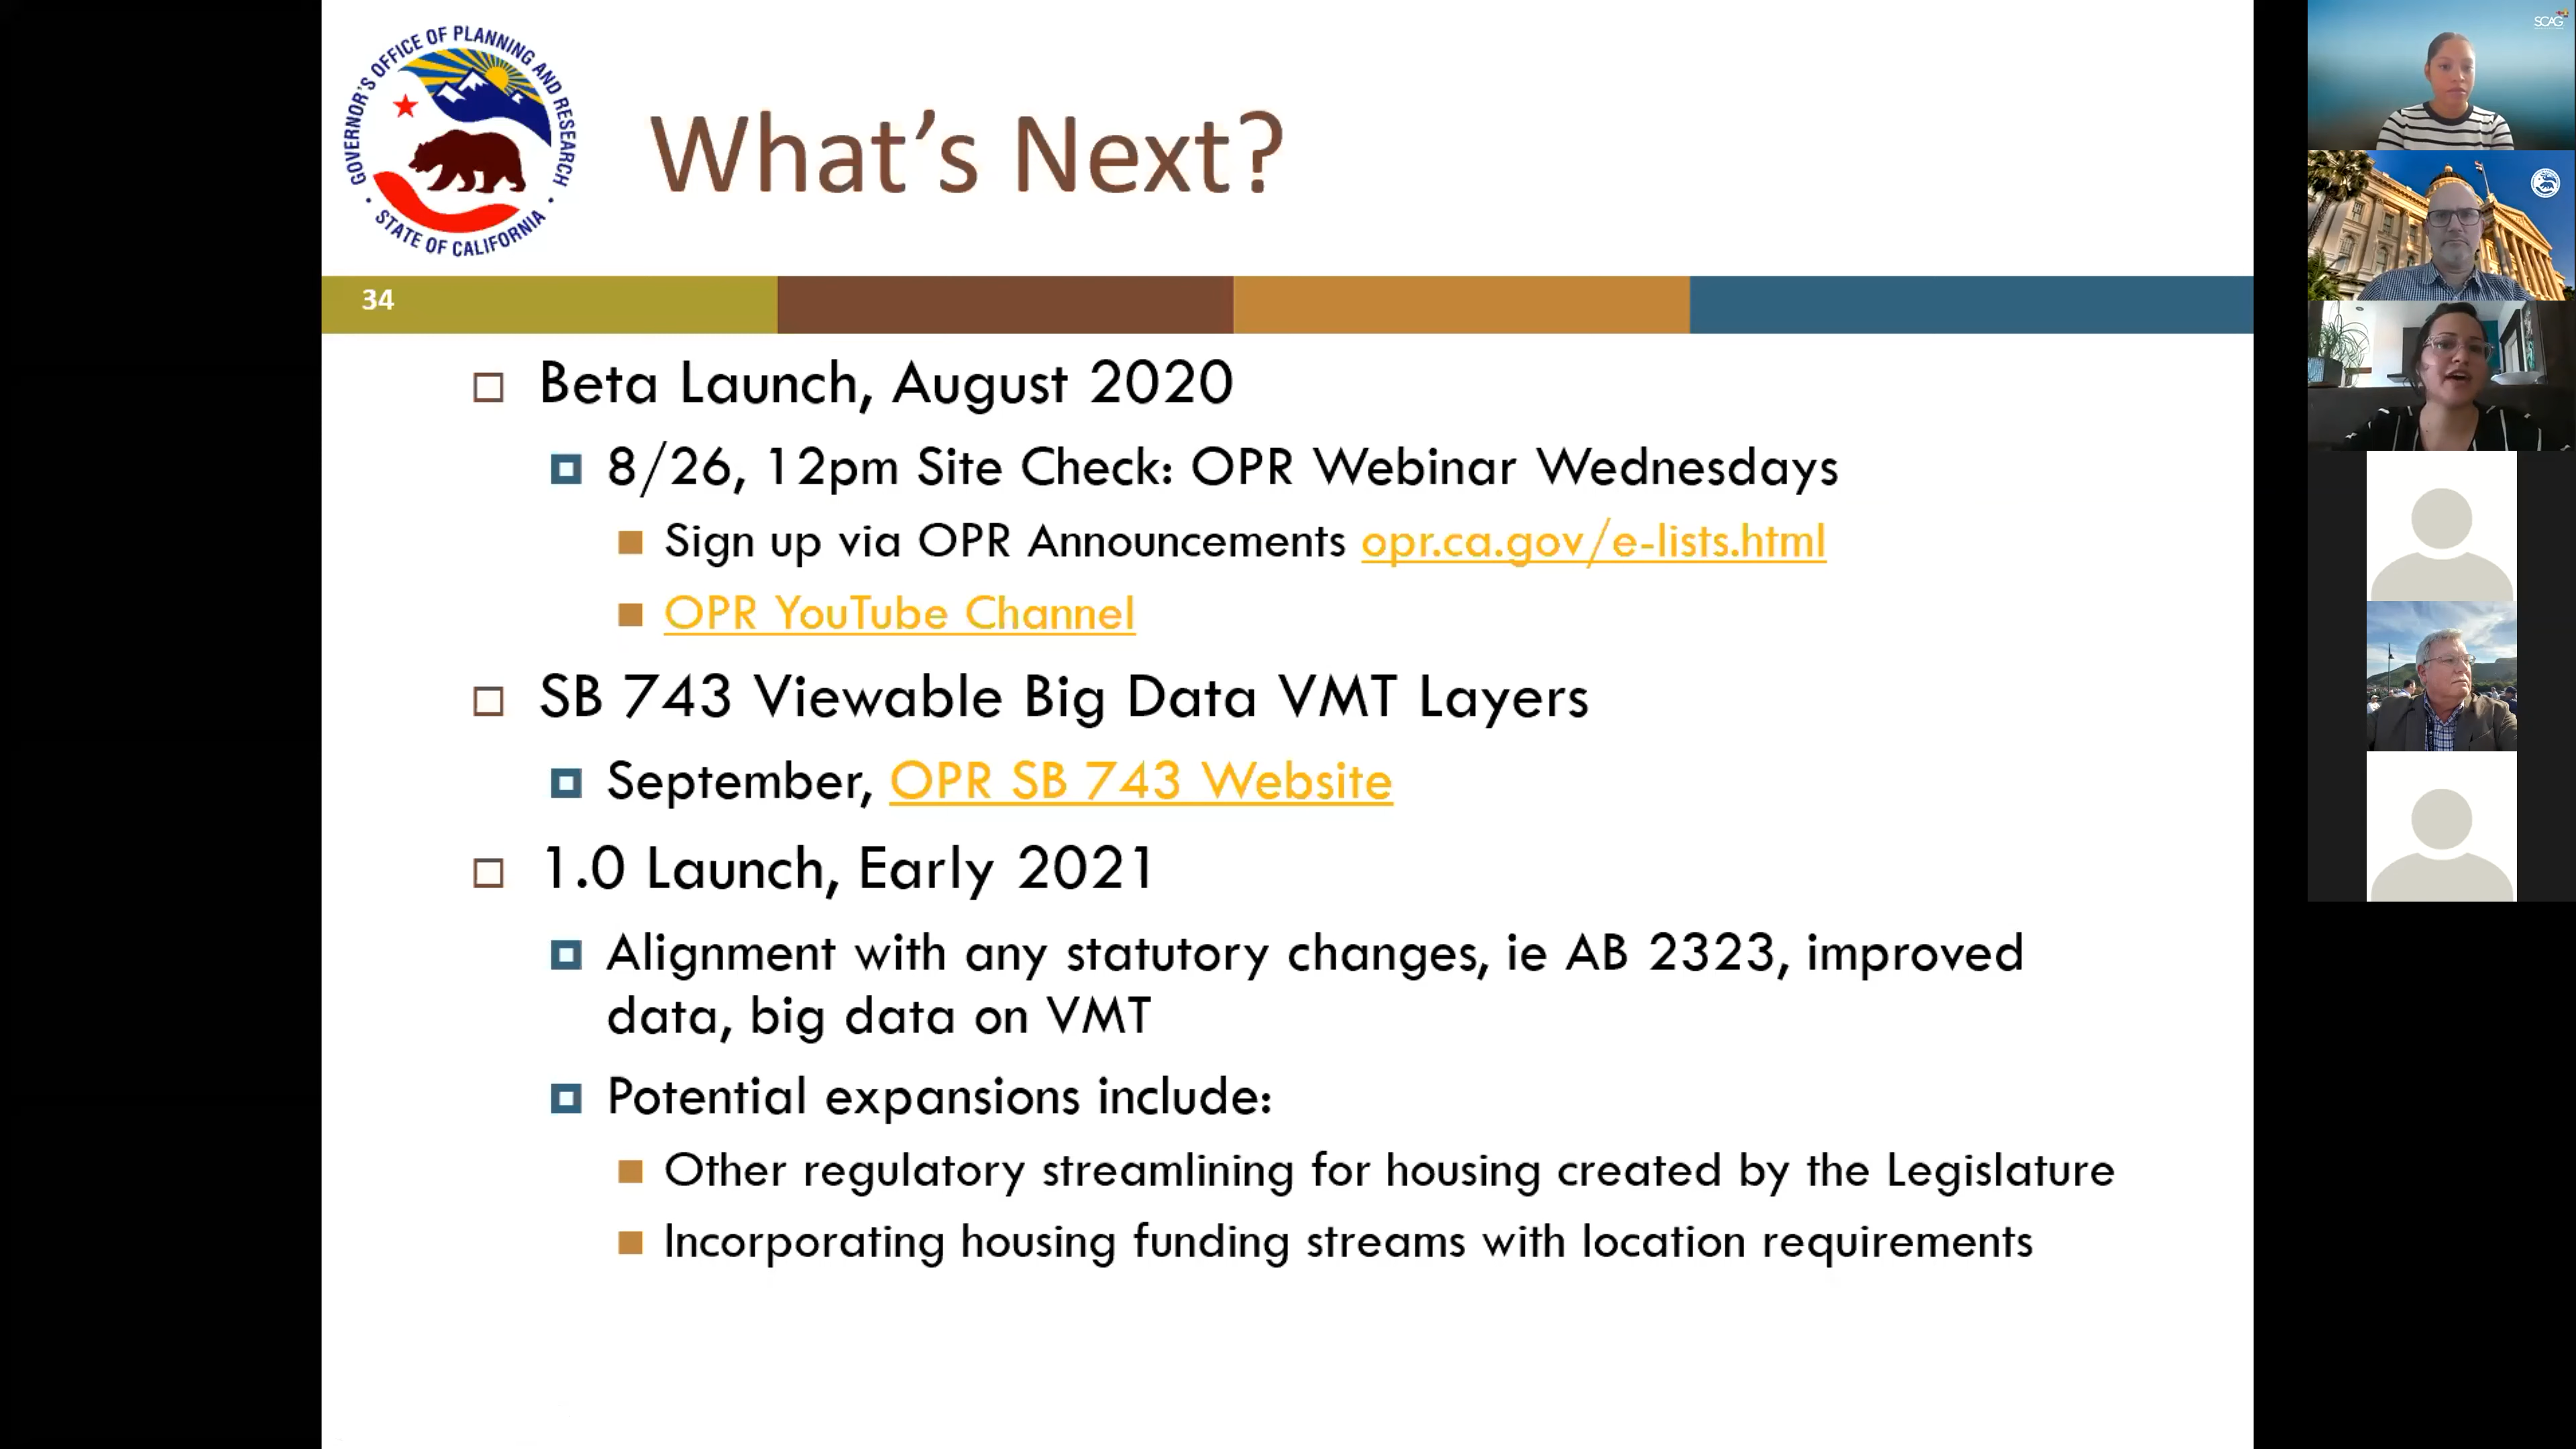 GOVERNOR'S OFFICE OF PLANNING AND RESEARCH
• STATE OF CALIFORNIA •
What's Next?
34
Beta Launch, August 2020
8/26, 12pm Site Check: OPR Webinar Wednesdays
Sign up via OPR Announcements opr.ca.gov/e-lists.html
OPR YouTube Channel
SB 743 Viewable Big Data VMT Layers
September, OPR SB 743 Website
1.0 Launch, Early 2021
Alignment with any statutory changes, ie AB 2323, improved
data, big data on VMT
Potential expansions include:
Other regulatory streamlining for housing created by the Legislature
Incorporating housing funding streams with location requirements
SCAG